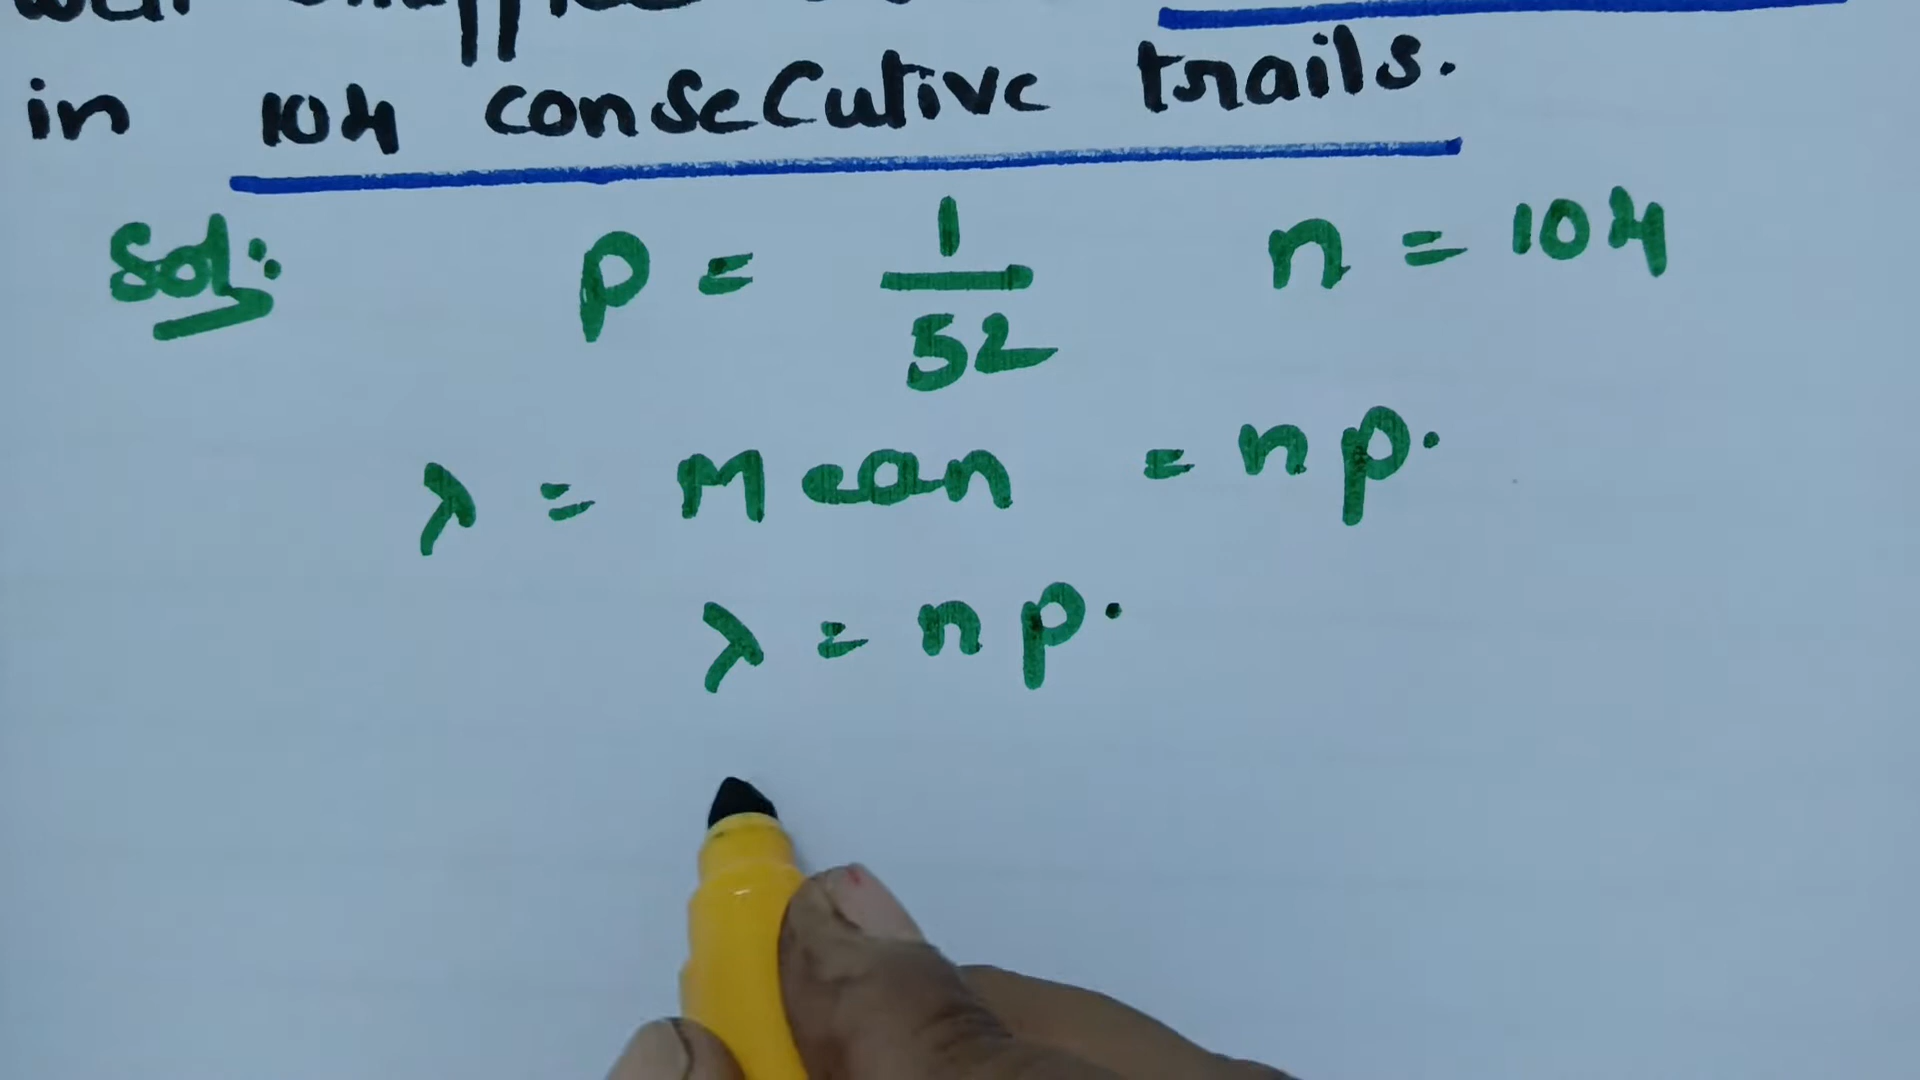 in 104 consecutive trails.
Sol: p = 1/52 n = 104
λ = Mean = np.
λ = np.